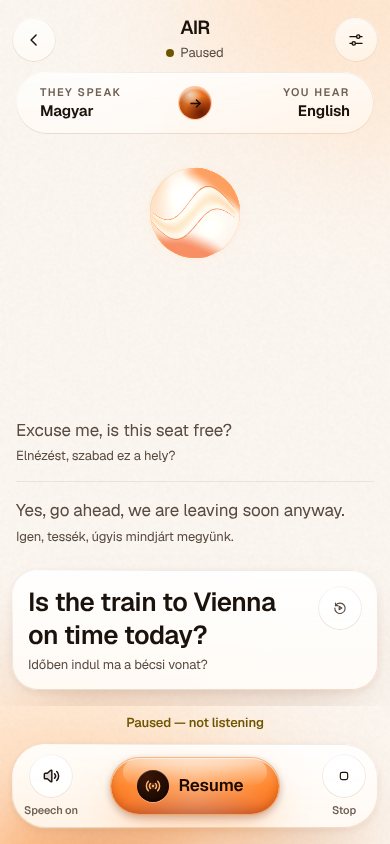 AIR
Paused
THEY SPEAK
Magyar
YOU HEAR
English
Excuse me, is this seat free?
Elnézést, szabad ez a hely?
Yes, go ahead, we are leaving soon anyway.
Igen, tessék, úgyis mindjárt megyünk.
Is the train to Vienna
on time today?
Időben indul ma a bécsi vonat?
Paused — not listening
Speech on
Resume
Stop